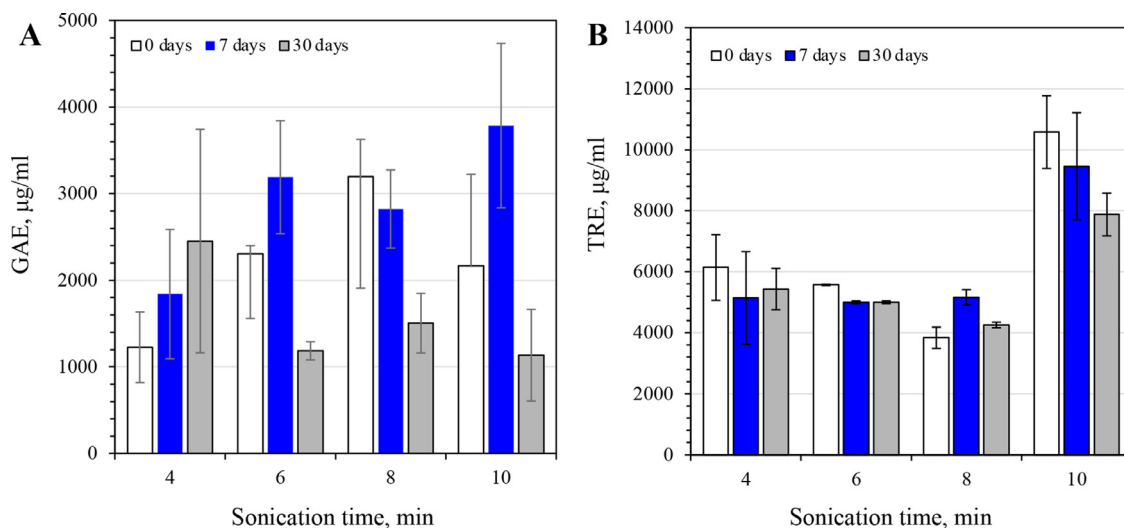 A
0 days 7 days 30 days
5000
4000
3000
2000
1000
0
GAE, µg/ml
4 6 8 10
Sonication time, min
B
0 days 7 days 30 days
14000
12000
10000
8000
6000
4000
2000
0
TRE, µg/ml
4 6 8 10
Sonication time, min